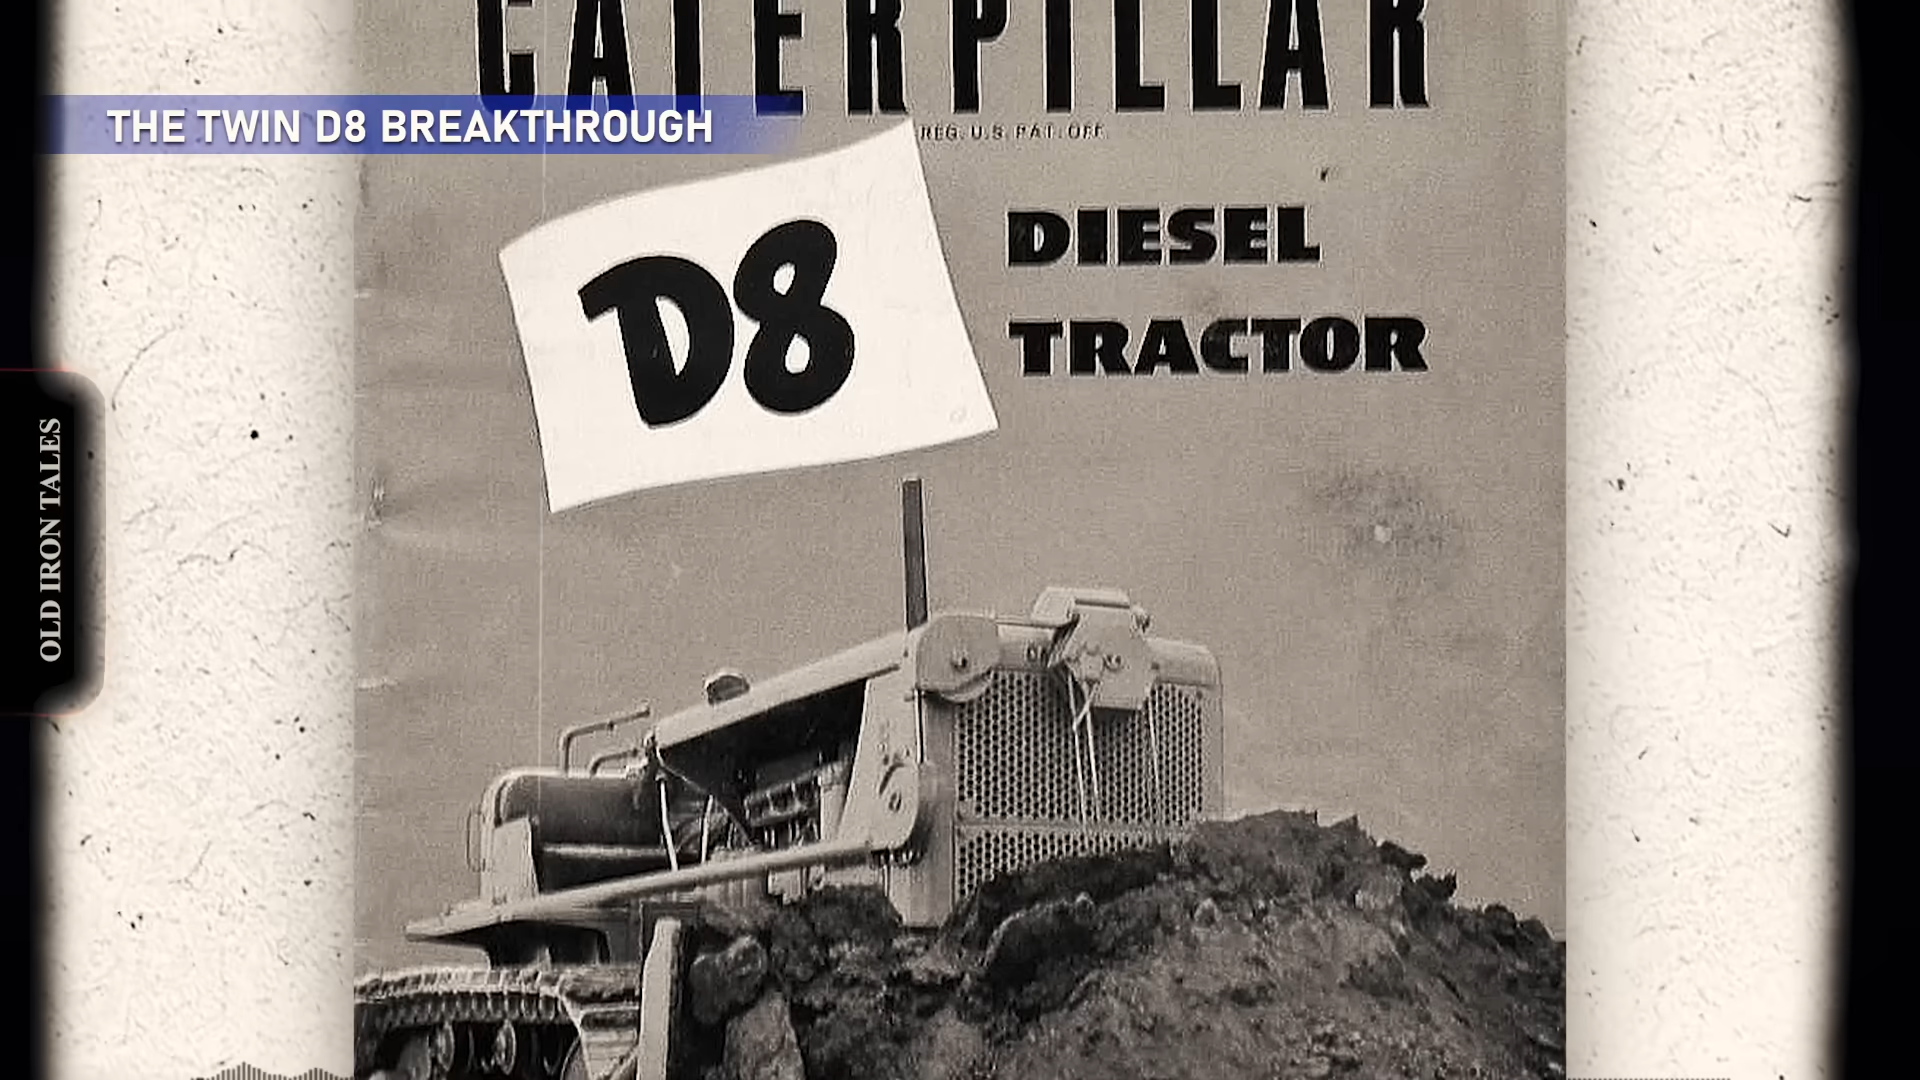 CATERPILLAR
THE TWIN D8 BREAKTHROUGH
REG. U.S. PAT. OFF.
D8
DIESEL
TRACTOR
OLD IRON TALES